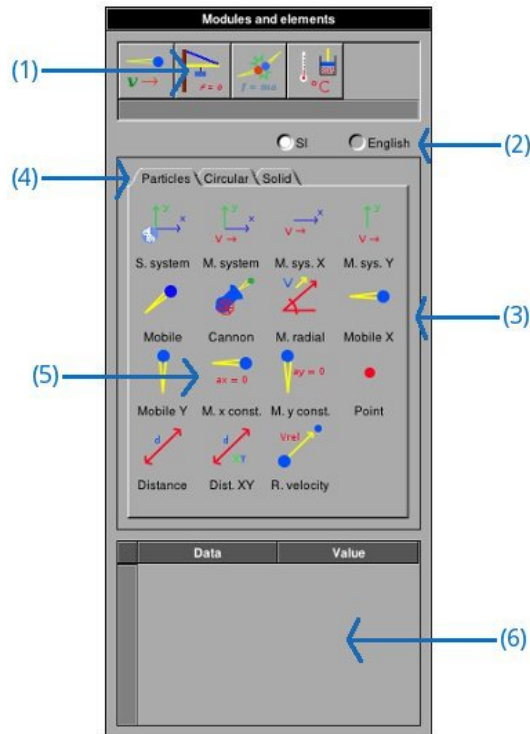 Modules and elements
(1)
v → F = 0 f = ma °C
SI English
(2)
(4)
Particles Circular Solid
y x y x x y
V → V → V →
S. system M. system M. sys. X M. sys. Y
V
(3)
Mobile Cannon M. radial Mobile X
(5)
ax = 0 ay = 0
Mobile Y M. x const. M. y const. Point
d d XY Vrel
Distance Dist. XY R. velocity
Data Value
(6)